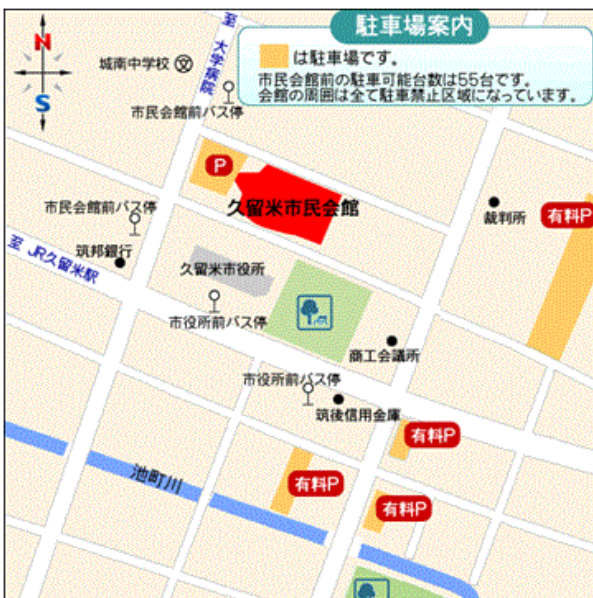 駐車場案内
は駐車場です。
市民会館前の駐車可能台数は55台です。
会館の周囲は全て駐車禁止区域になっています。
N
S
至 大学病院
城南中学校
文
市民会館前バス停
P
久留米市民会館
裁判所
有料P
市民会館前バス停
至 JR久留米駅
筑邦銀行
久留米市役所
市役所前バス停
商工会議所
市役所前バス停
筑後信用金庫
有料P
池町川
有料P
有料P